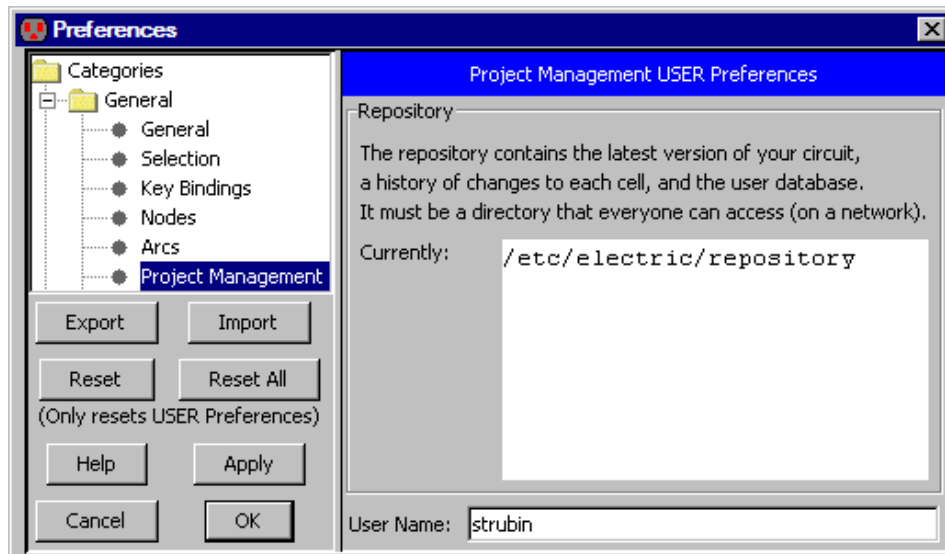 Preferences
Categories
General
General
Selection
Key Bindings
Nodes
Arcs
Project Management
Export
Import
Reset
Reset All
(Only resets USER Preferences)
Help
Apply
Cancel
OK
Project Management USER Preferences
Repository
The repository contains the latest version of your circuit,
a history of changes to each cell, and the user database.
It must be a directory that everyone can access (on a network).
Currently:
/etc/electric/repository
User Name:
strubin